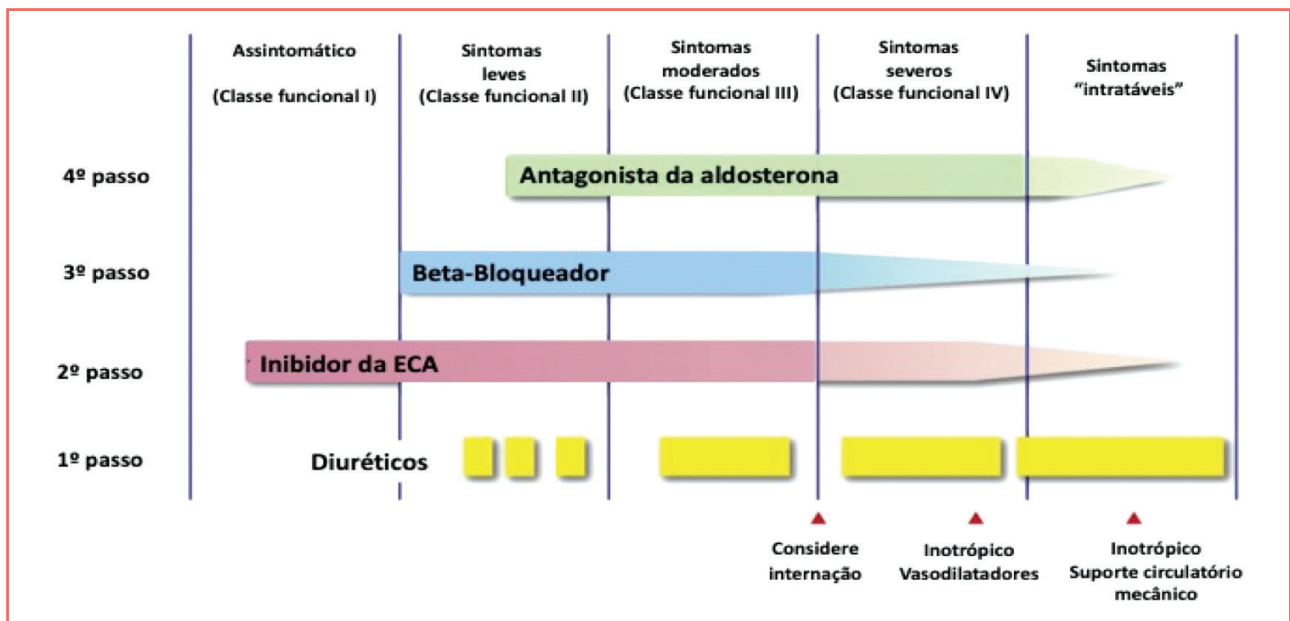 Assintomático
(Classe funcional I)
Sintomas
leves
(Classe funcional II)
Sintomas
moderados
(Classe funcional III)
Sintomas
severos
(Classe funcional IV)
Sintomas
“intratáveis”
4º passo
Antagonista da aldosterona
3º passo
Beta-Bloqueador
2º passo
Inibidor da ECA
1º passo
Diuréticos
Considere
internação
Inotrópico
Vasodilatadores
Inotrópico
Suporte circulatório
mecânico